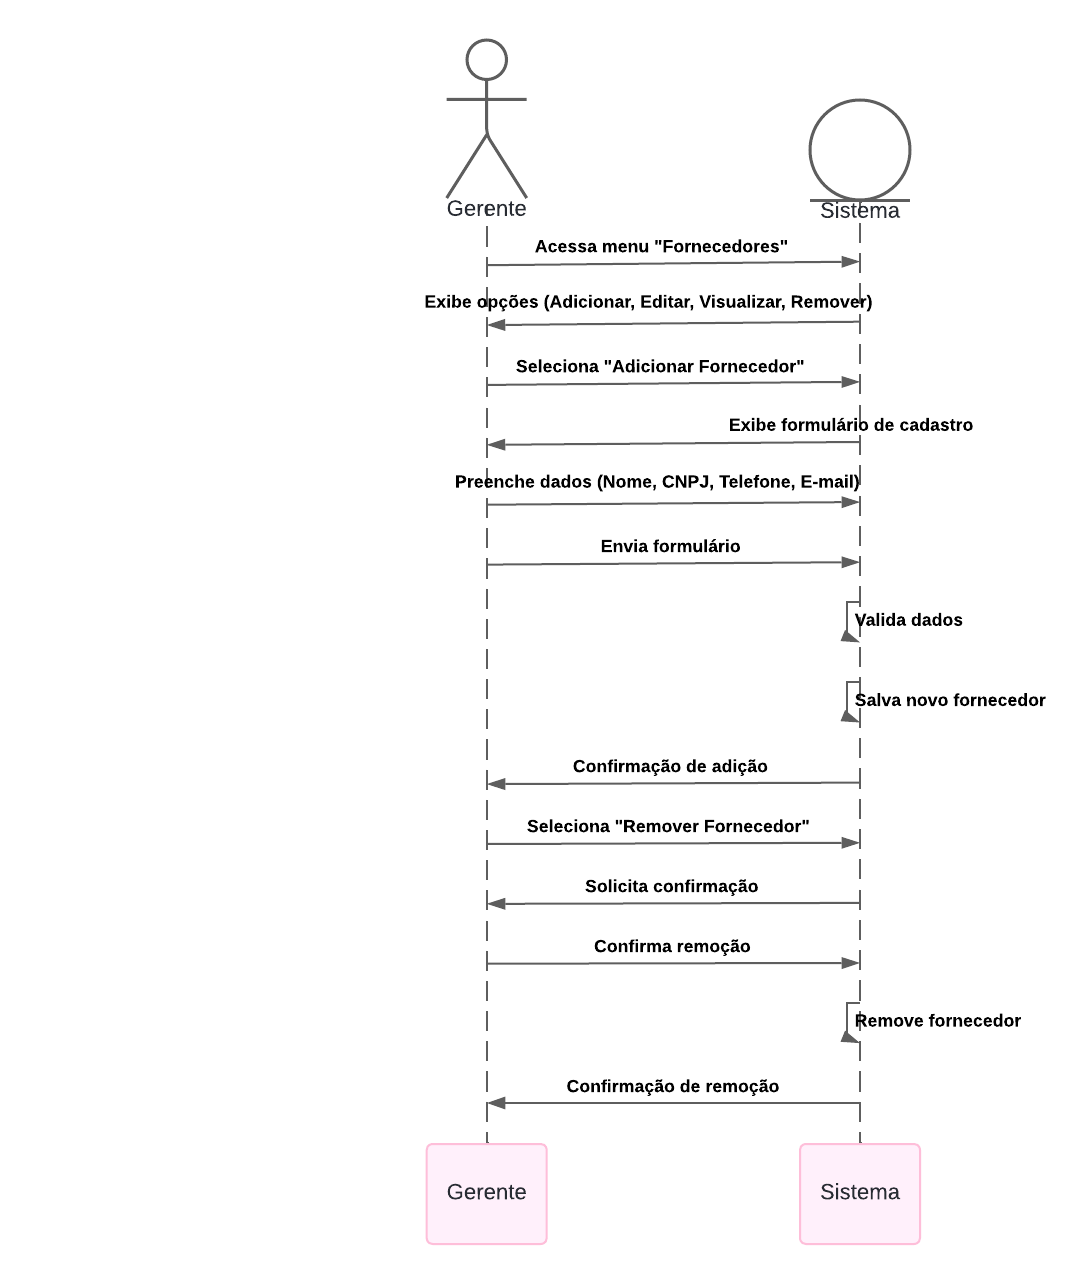 Gerente
Sistema
Acessa menu "Fornecedores"
Exibe opções (Adicionar, Editar, Visualizar, Remover)
Seleciona "Adicionar Fornecedor"
Exibe formulário de cadastro
Preenche dados (Nome, CNPJ, Telefone, E-mail)
Envia formulário
Valida dados
Salva novo fornecedor
Confirmação de adição
Seleciona "Remover Fornecedor"
Solicita confirmação
Confirma remoção
Remove fornecedor
Confirmação de remoção
Gerente
Sistema